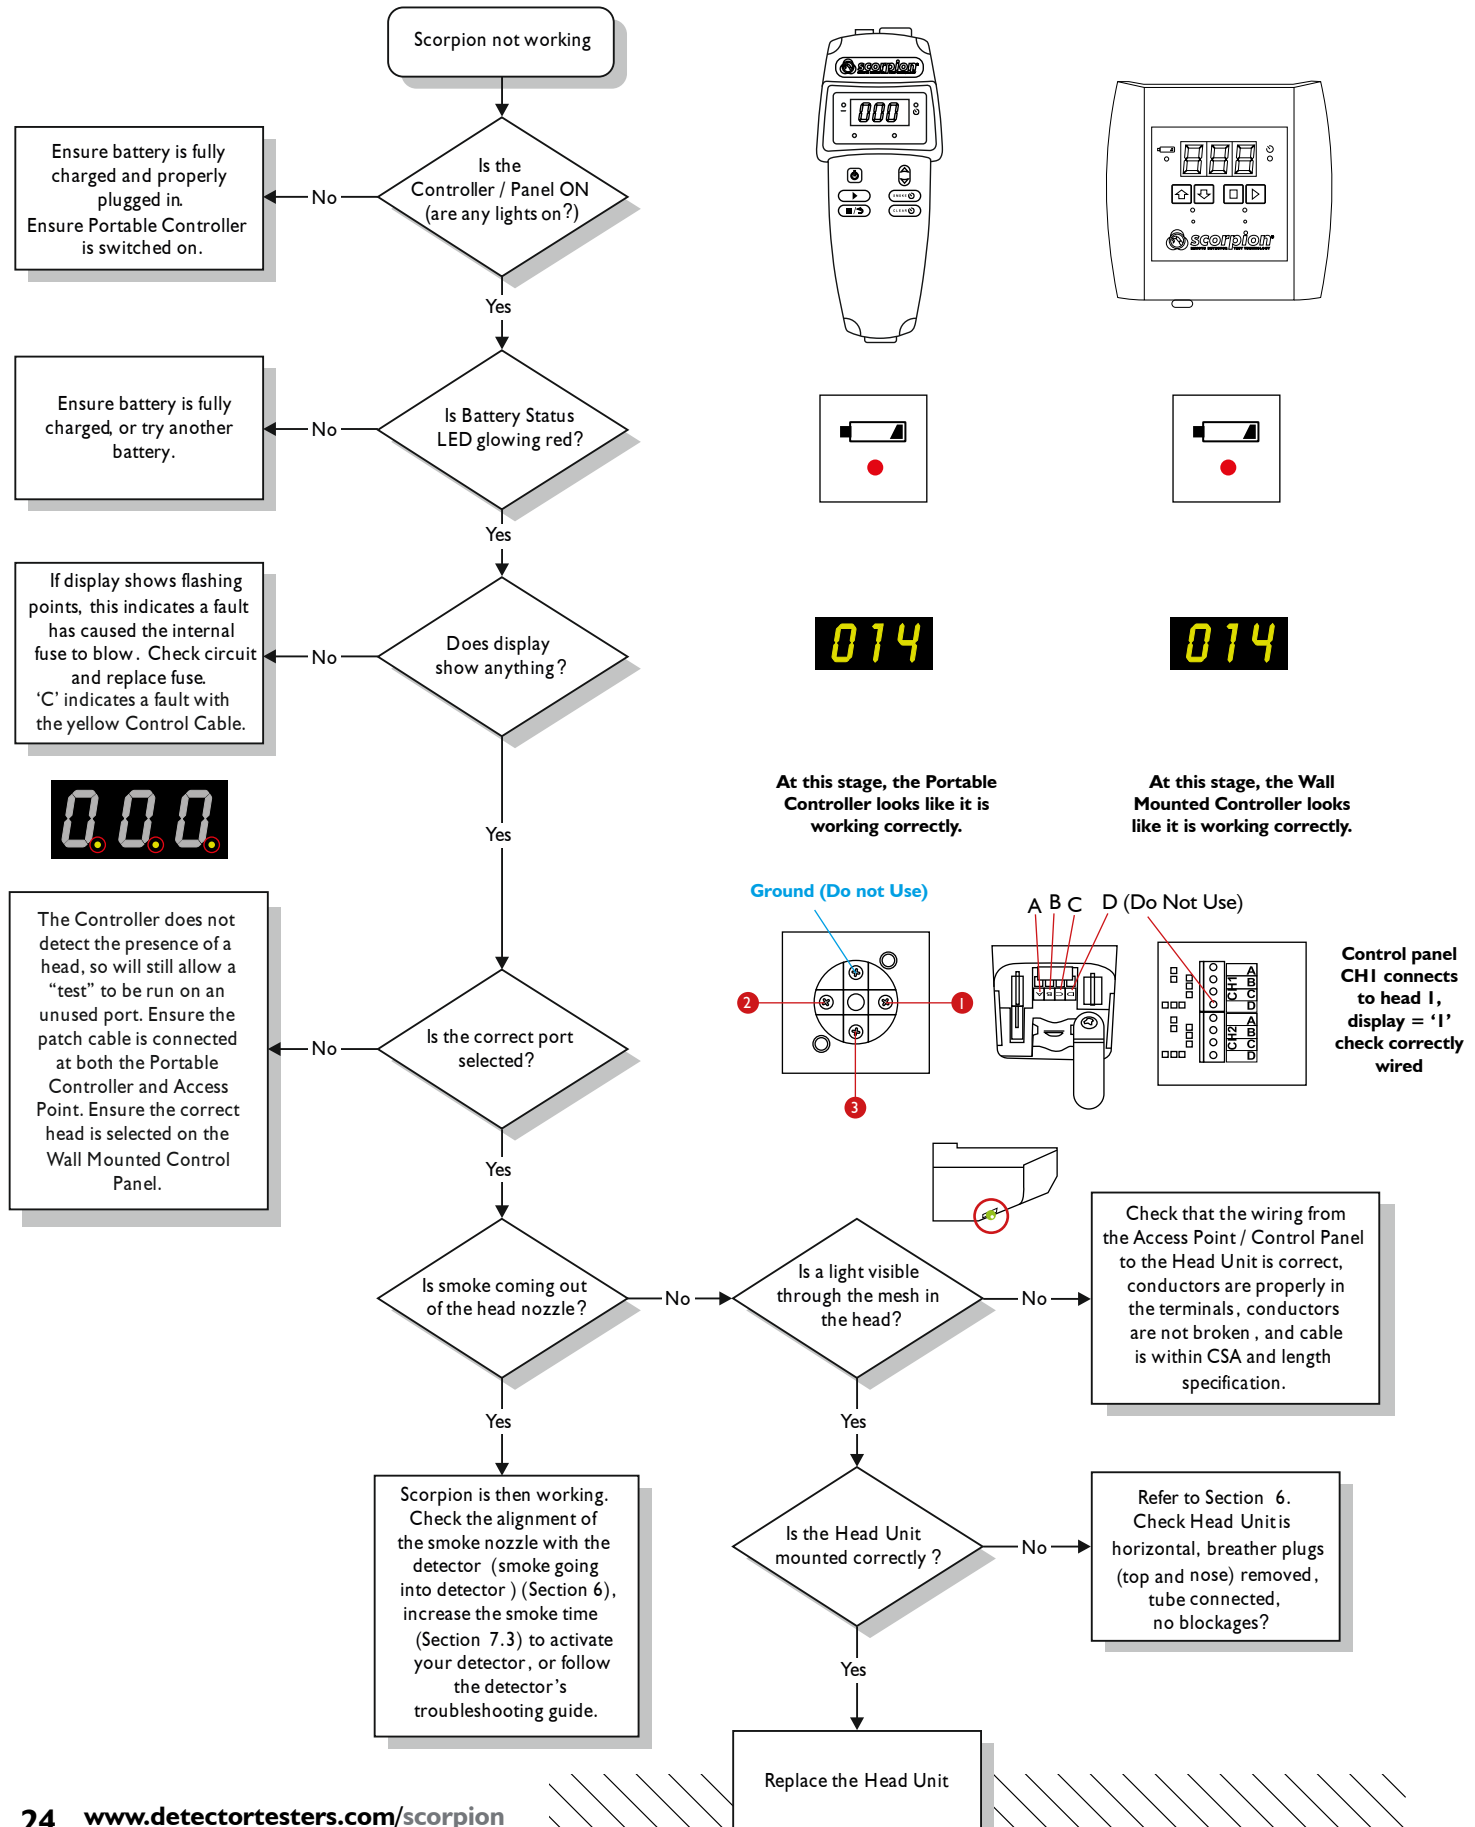 Scorpion not working
Is the
Controller / Panel ON
(are any lights on?)
No
Ensure battery is fully
charged and properly
plugged in.
Ensure Portable Controller
is switched on.
Yes
Is Battery Status
LED glowing red?
No
Ensure battery is fully
charged, or try another
battery.
Yes
Does display
show anything?
No
If display shows flashing
points, this indicates a fault
has caused the internal
fuse to blow. Check circuit
and replace fuse.
‘C’ indicates a fault with
the yellow Control Cable.
0.0.0.
Yes
Is the correct port
selected?
No
The Controller does not
detect the presence of a
head, so will still allow a
“test” to be run on an
unused port. Ensure the
patch cable is connected
at both the Portable
Controller and Access
Point. Ensure the correct
head is selected on the
Wall Mounted Control
Panel.
Yes
Is smoke coming out
of the head nozzle?
No
Is a light visible
through the mesh in
the head?
No
Check that the wiring from
the Access Point / Control Panel
to the Head Unit is correct,
conductors are properly in
the terminals, conductors
are not broken, and cable
is within CSA and length
specification.
Yes
Scorpion is then working.
Check the alignment of
the smoke nozzle with the
detector (smoke going
into detector) (Section 6),
increase the smoke time
(Section 7.3) to activate
your detector, or follow
the detector’s
troubleshooting guide.
Yes
Is the Head Unit
mounted correctly?
No
Refer to Section 6.
Check Head Unit is
horizontal, breather plugs
(top and nose) removed,
tube connected,
no blockages?
Yes
Replace the Head Unit
scorpion
000
SMOKE
CLEAR
888
scorpion
014
014
At this stage, the Portable
Controller looks like it is
working correctly.
At this stage, the Wall
Mounted Controller looks
like it is working correctly.
Ground (Do not Use)
2
1
3
A B C D (Do Not Use)
CH1
A
B
C
D
CH2
A
B
C
D
Control panel
CH1 connects
to head 1,
display = ‘1’
check correctly
wired
24 www.detectortesters.com/scorpion